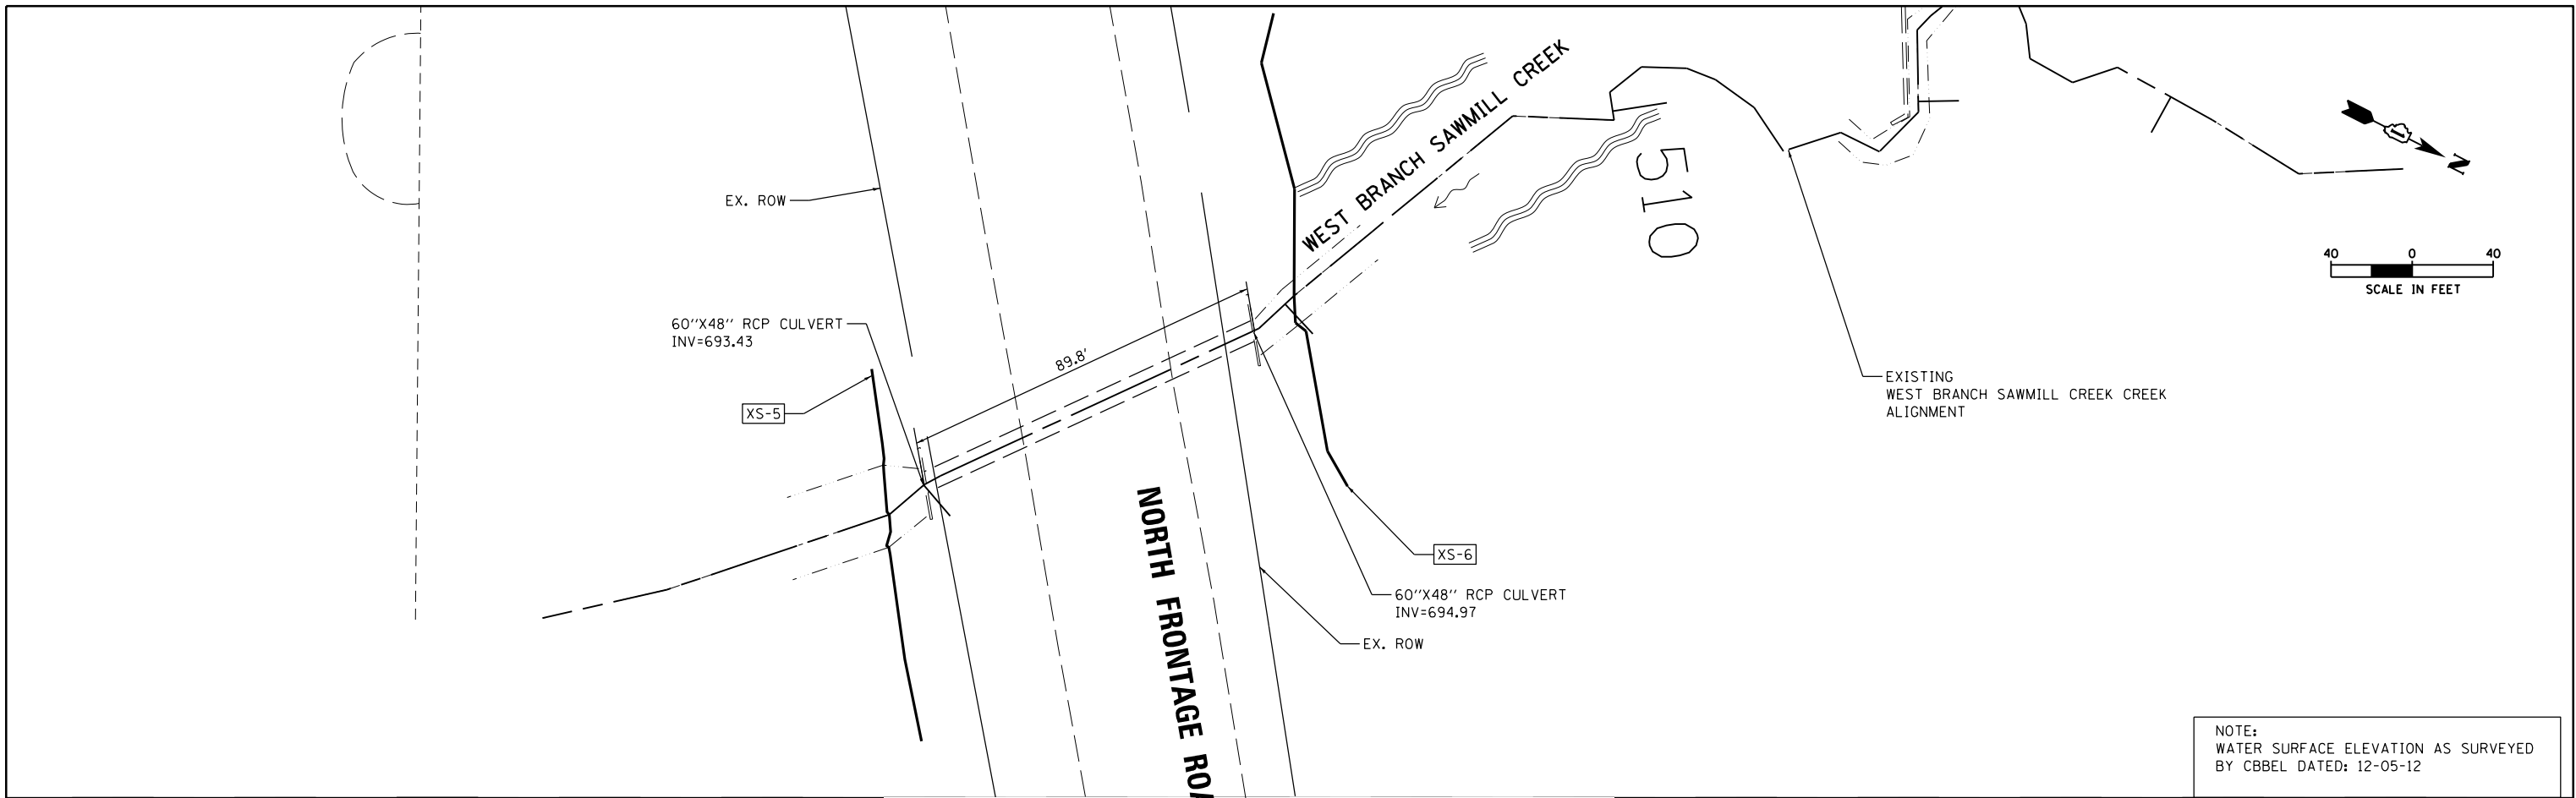 WEST BRANCH SAWMILL CREEK
N
510
EX. ROW
40 0 40
SCALE IN FEET
60"X48" RCP CULVERT
INV=693.43
89.8'
XS-5
EXISTING
WEST BRANCH SAWMILL CREEK CREEK
ALIGNMENT
NORTH FRONTAGE ROA
XS-6
60"X48" RCP CULVERT
INV=694.97
EX. ROW
NOTE:
WATER SURFACE ELEVATION AS SURVEYED
BY CBBEL DATED: 12-05-12